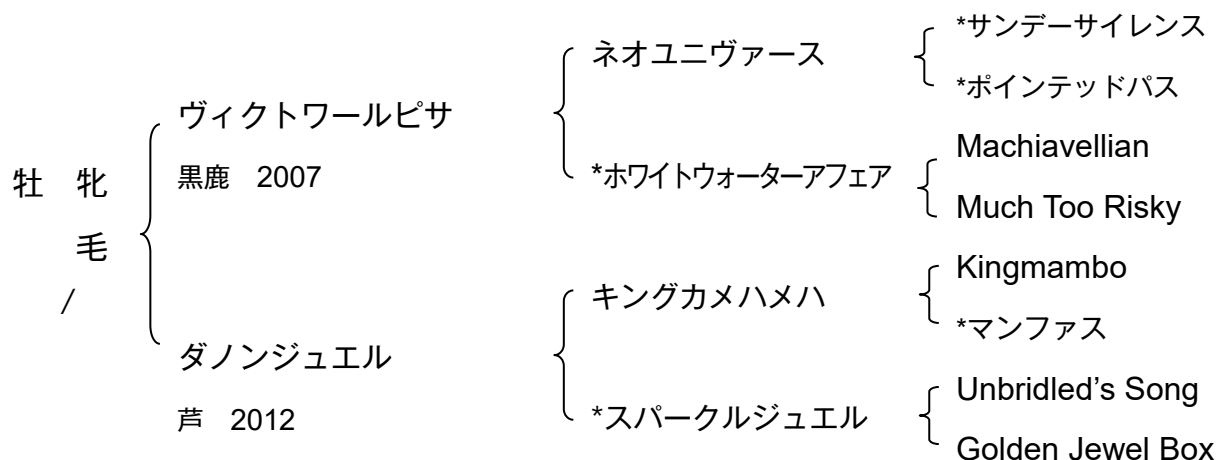 牡　牝
毛
/
ヴィクトワールピサ
黒鹿　2007
ダノンジュエル
芦　2012
ネオユニヴァース
*ホワイトウォーターアフェア
キングカメハメハ
*スパークルジュエル
*サンデーサイレンス
*ポインテッドパス
Machiavellian
Much Too Risky
Kingmambo
*マンファス
Unbridled’s Song
Golden Jewel Box